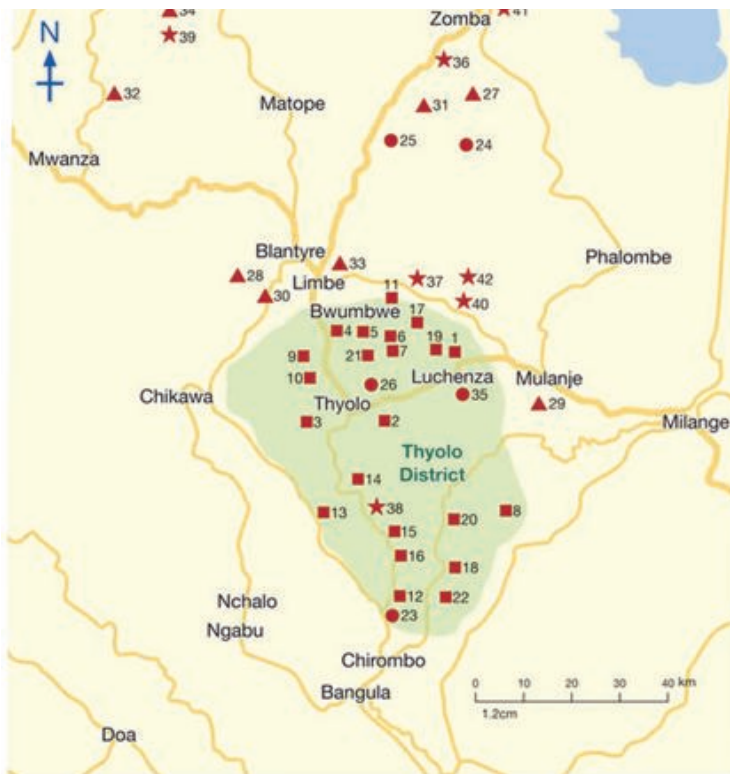 34
Zomba
41
N
39
36
32
27
31
Matope
25
24
Mwanza
Blantyre
33
Phalombe
28
Limbe
37
42
30
11
40
Bwumbwe
17
4
5
6
9
21
7
19
1
10
26
Luchenza
Mulanje
Chikawa
Thyolo
35
29
3
2
Milange
Thyolo
District
14
38
13
20
8
15
16
18
Nchalo
12
22
Ngabu
23
Chirombo
Bangula
0 10 20 30 40 km
1.2cm
Doa